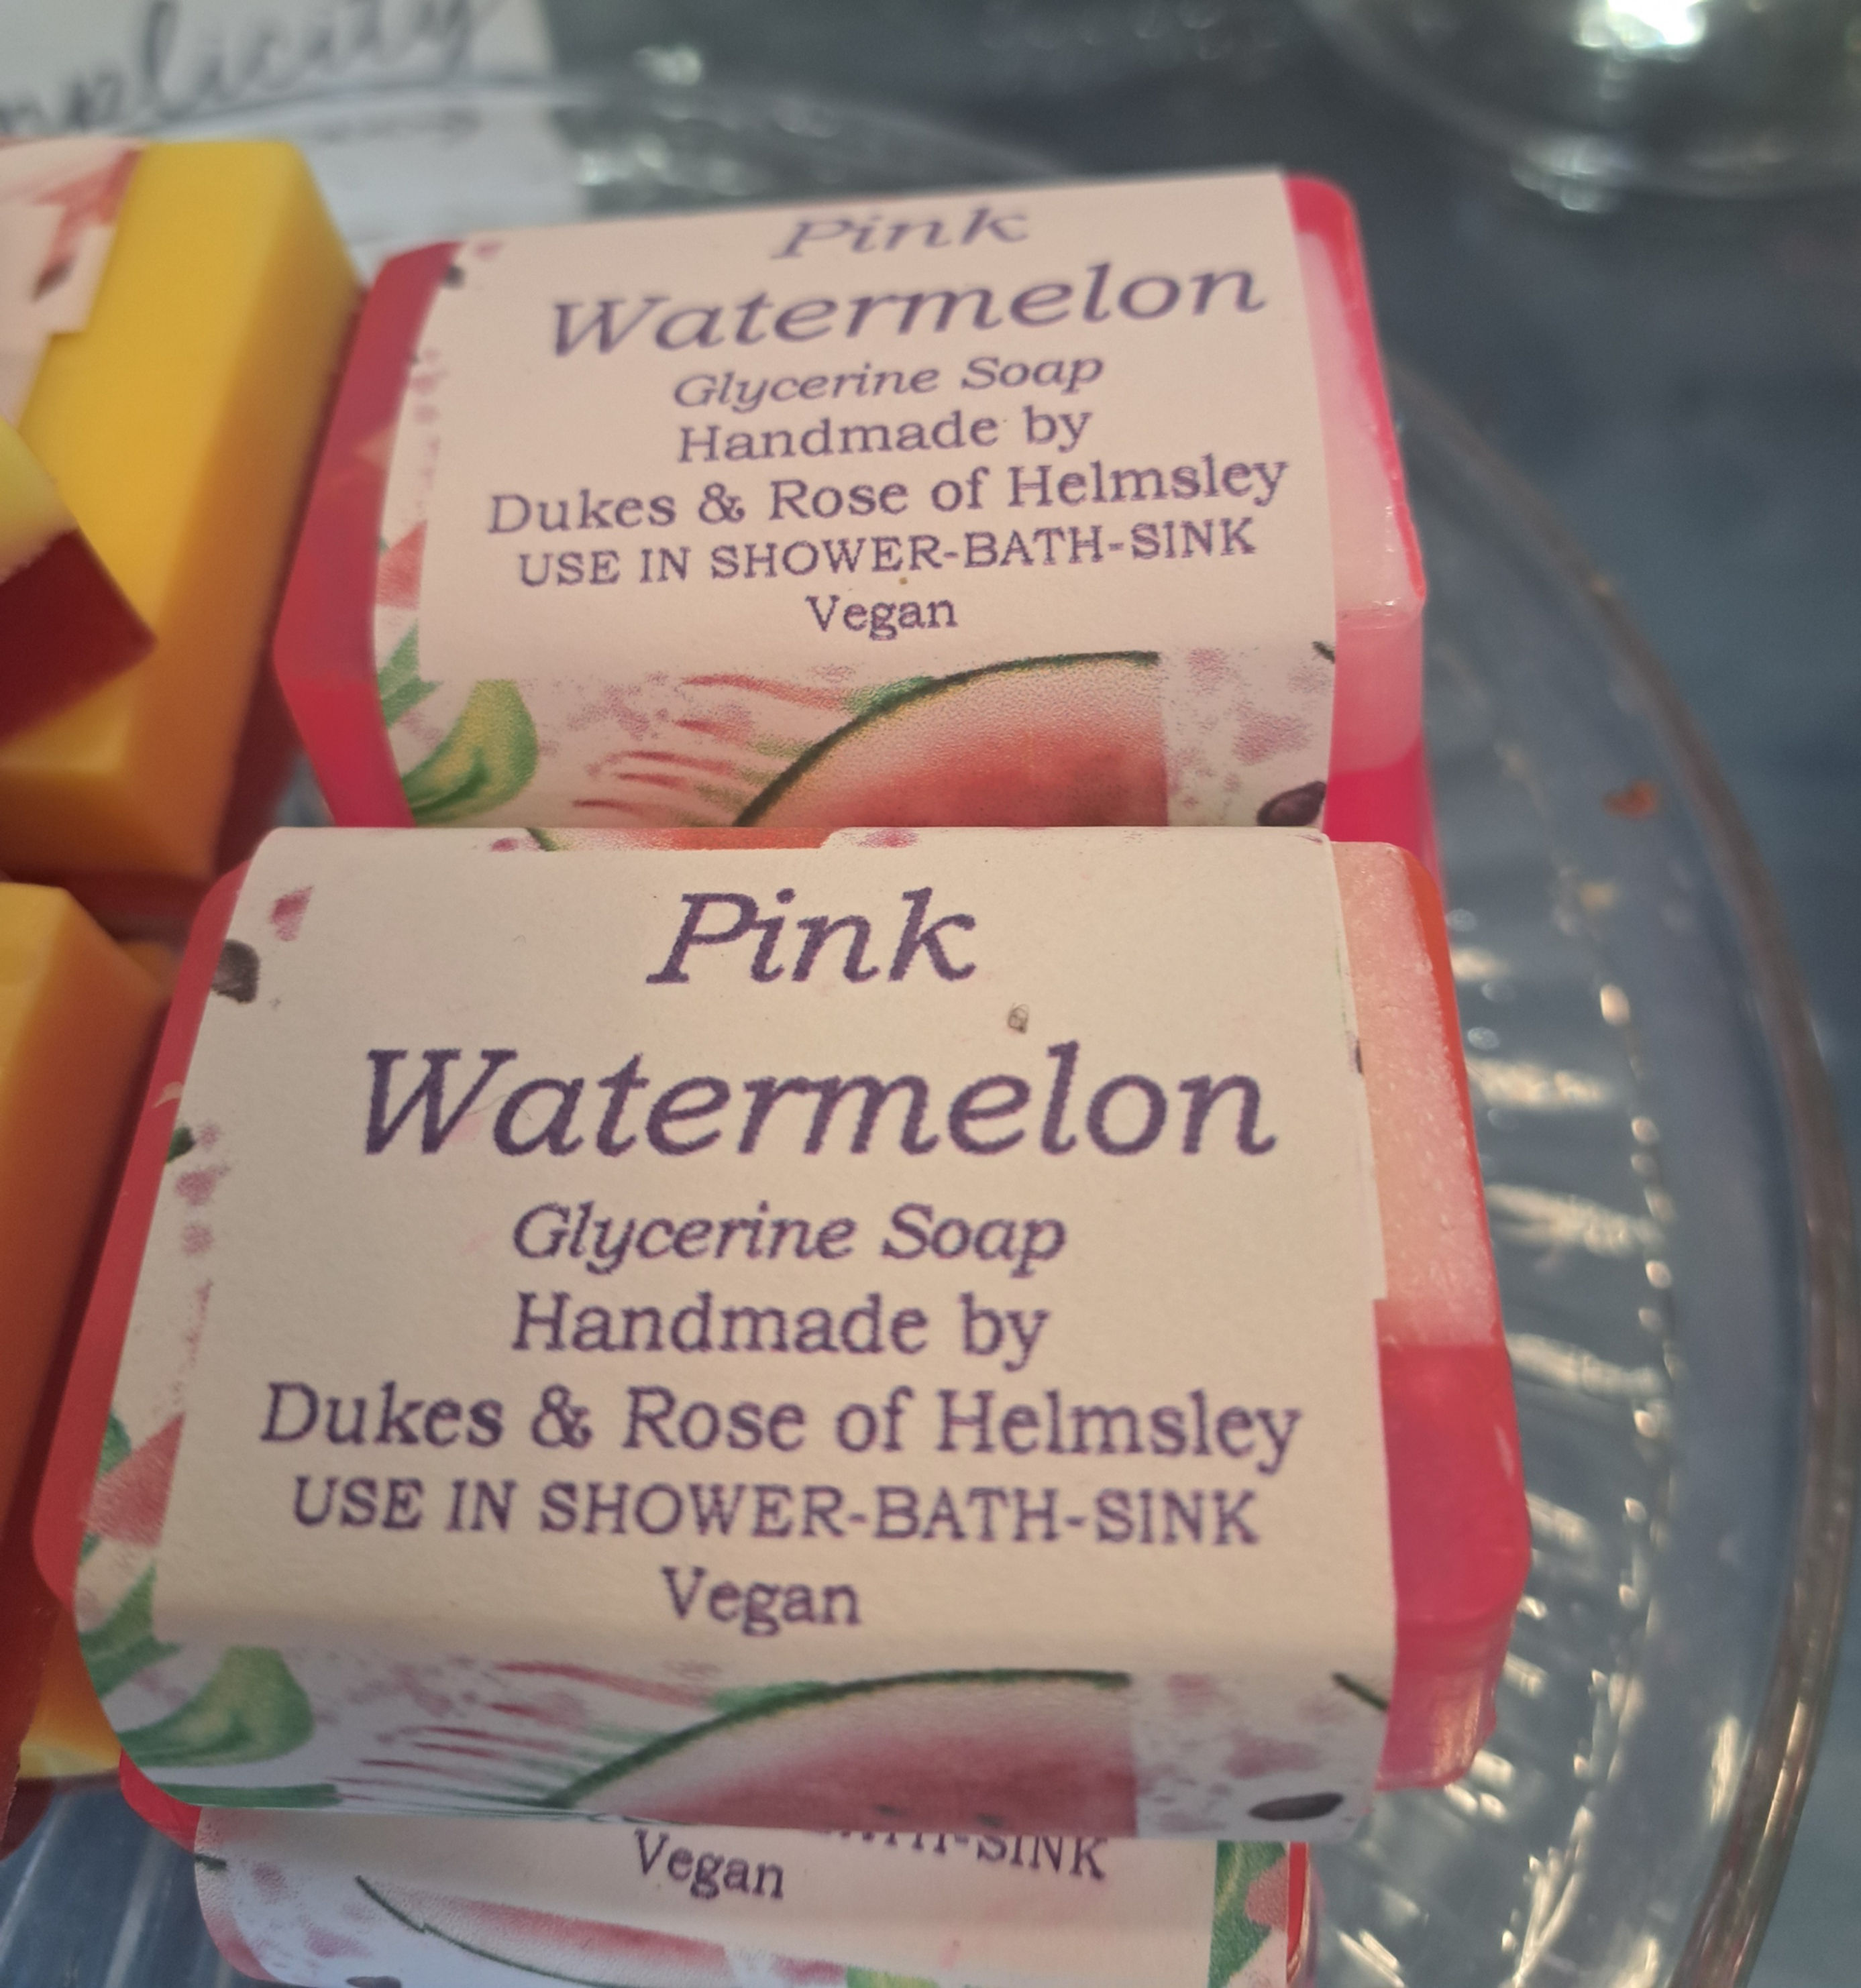 Pink
Watermelon
Glycerine Soap
Handmade by
Dukes & Rose of Helmsley
USE IN SHOWER-BATH-SINK
Vegan
Pink
Watermelon
Glycerine Soap
Handmade by
Dukes & Rose of Helmsley
USE IN SHOWER-BATH-SINK
Vegan
SINK
Vegan